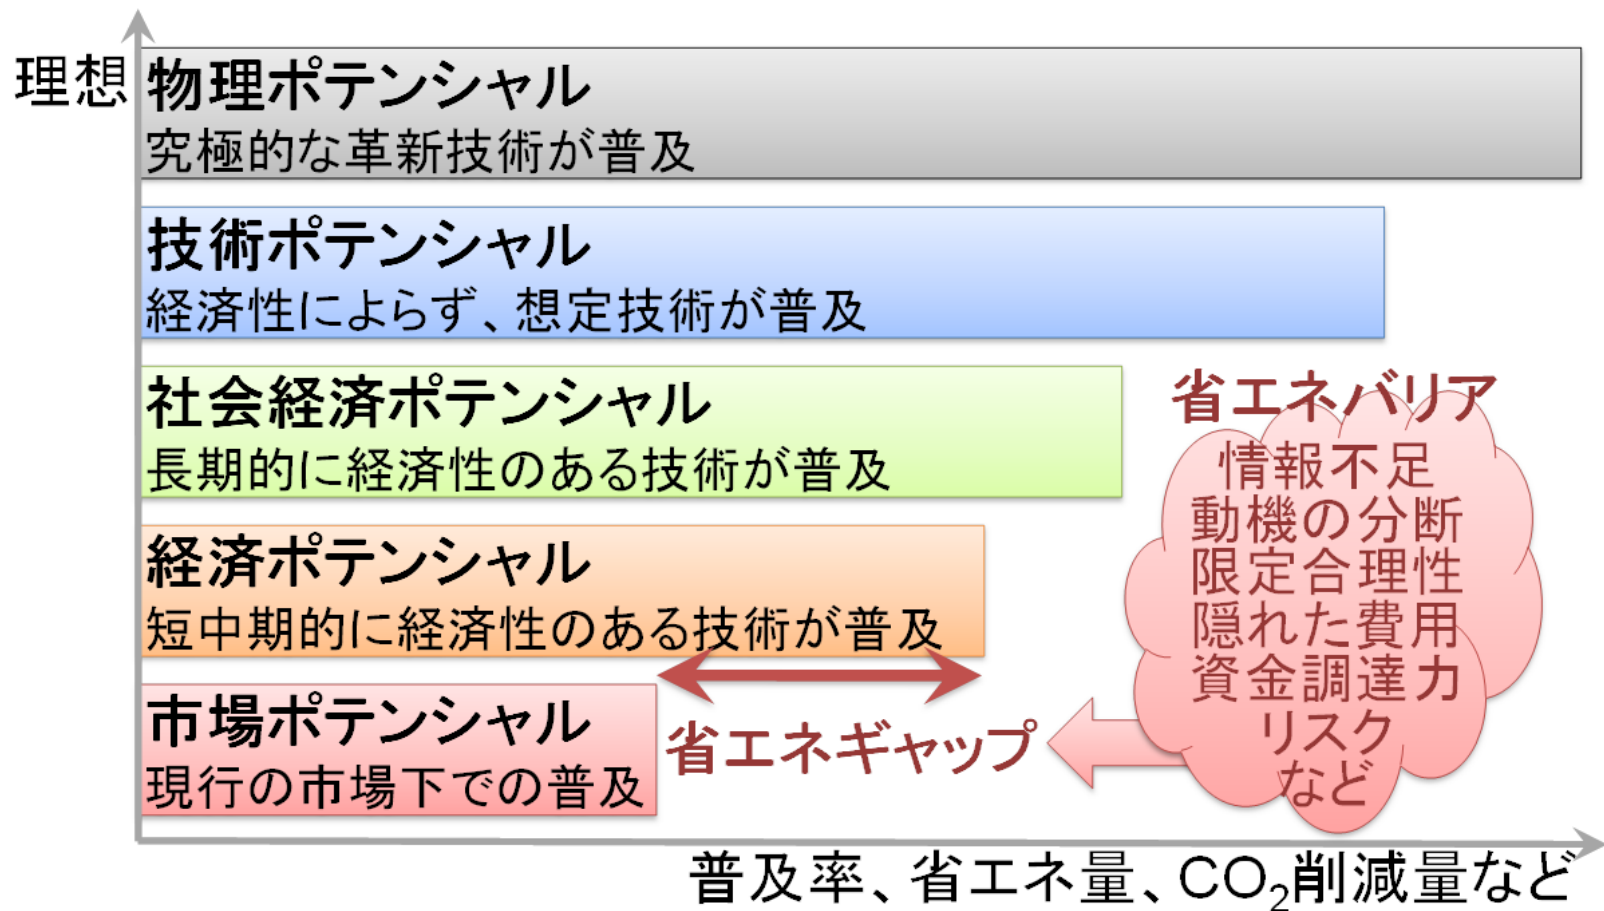 理想
物理ポテンシャル
究極的な革新技術が普及
技術ポテンシャル
経済性によらず、想定技術が普及
社会経済ポテンシャル
長期的に経済性のある技術が普及
経済ポテンシャル
短中期的に経済性のある技術が普及
市場ポテンシャル
現行の市場下での普及
省エネギャップ
省エネバリア
情報不足
動機の分断
限定合理性
隠れた費用
資金調達力
リスク
など
普及率、省エネ量、CO₂削減量など